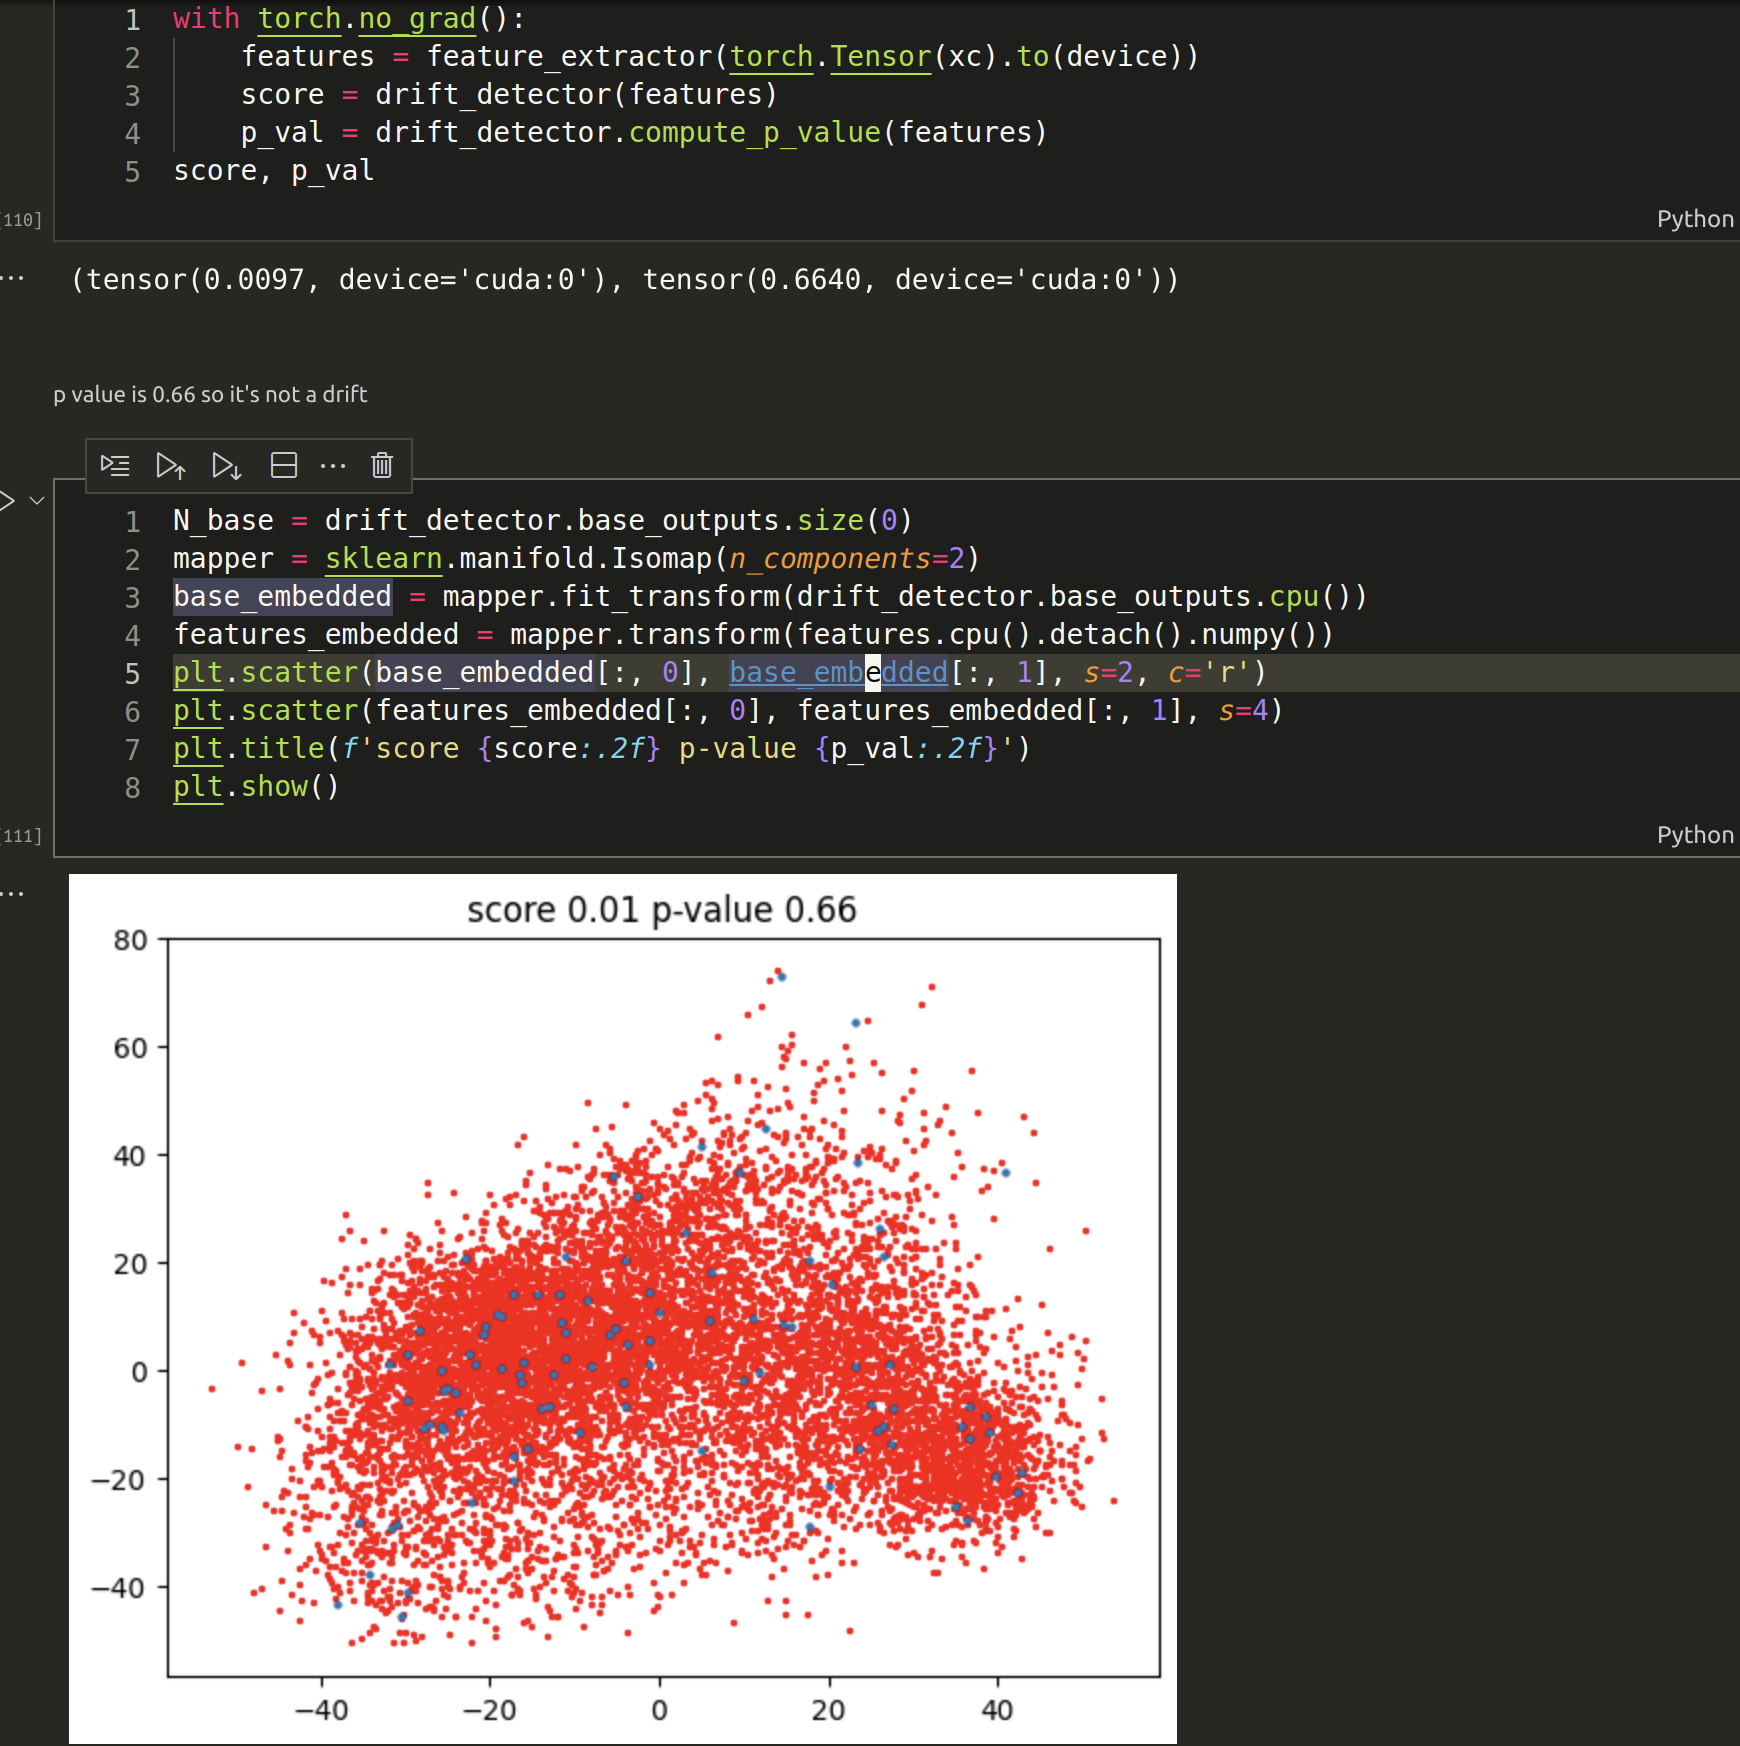 1 with torch.no_grad():
2     features = feature_extractor(torch.Tensor(xc).to(device))
3     score = drift_detector(features)
4     p_val = drift_detector.compute_p_value(features)
5 score, p_val
[110]
Python
... (tensor(0.0097, device='cuda:0'), tensor(0.6640, device='cuda:0'))
p value is 0.66 so it's not a drift
1 N_base = drift_detector.base_outputs.size(0)
2 mapper = sklearn.manifold.Isomap(n_components=2)
3 base_embedded = mapper.fit_transform(drift_detector.base_outputs.cpu())
4 features_embedded = mapper.transform(features.cpu().detach().numpy())
5 plt.scatter(base_embedded[:, 0], base_embedded[:, 1], s=2, c='r')
6 plt.scatter(features_embedded[:, 0], features_embedded[:, 1], s=4)
7 plt.title(f'score {score:.2f} p-value {p_val:.2f}')
8 plt.show()
[111]
Python
...
score 0.01 p-value 0.66
80
60
40
20
0
−20
−40
−40 −20 0 20 40